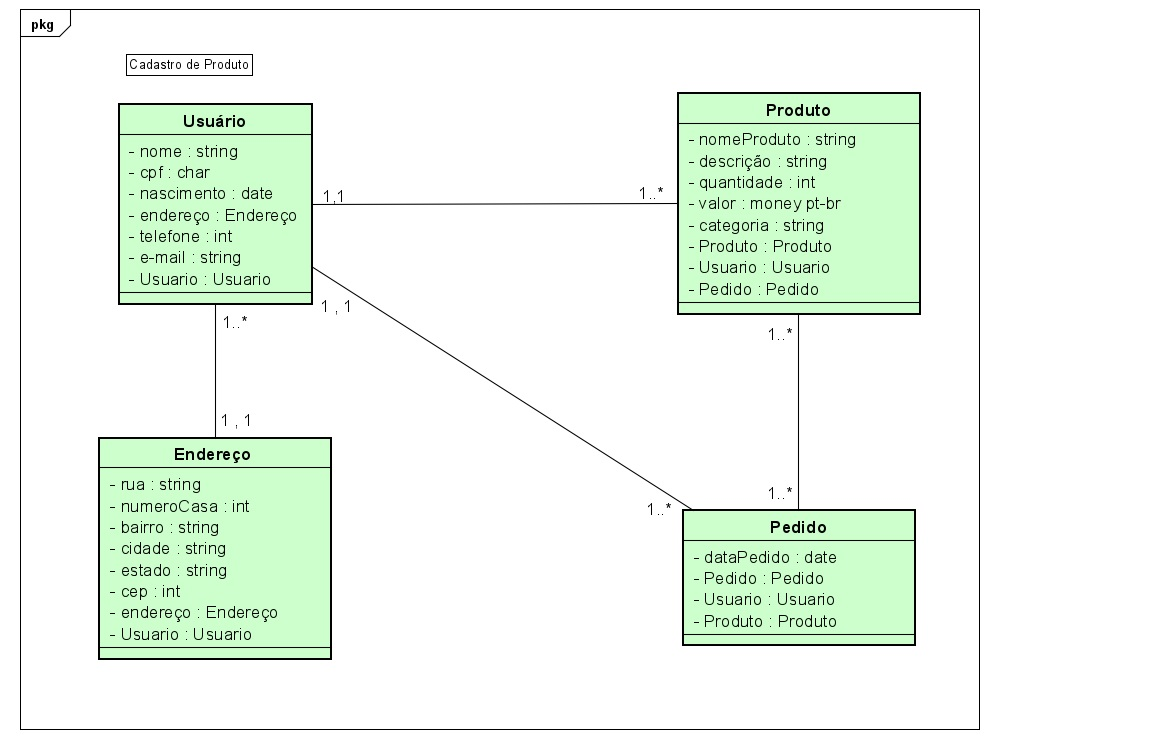 pkg
Cadastro de Produto
Usuário
- nome : string
- cpf : char
- nascimento : date
- endereço : Endereço
- telefone : int
- e-mail : string
- Usuario : Usuario
1,1
1..*
Produto
- nomeProduto : string
- descrição : string
- quantidade : int
- valor : money pt-br
- categoria : string
- Produto : Produto
- Usuario : Usuario
- Pedido : Pedido
1..*
1 , 1
1..*
1 , 1
1..*
1..*
Endereço
- rua : string
- numeroCasa : int
- bairro : string
- cidade : string
- estado : string
- cep : int
- endereço : Endereço
- Usuario : Usuario
Pedido
- dataPedido : date
- Pedido : Pedido
- Usuario : Usuario
- Produto : Produto